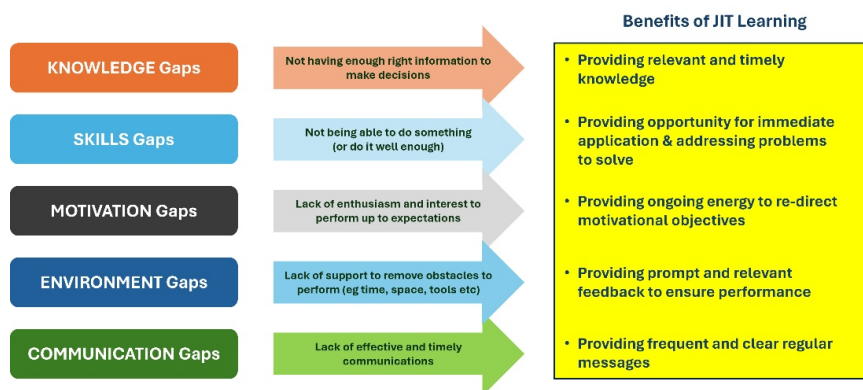 Benefits of JIT Learning
KNOWLEDGE Gaps
Not having enough right information to
make decisions
• Providing relevant and timely
knowledge
SKILLS Gaps
Not being able to do something
(or do it well enough)
• Providing opportunity for immediate
application & addressing problems
to solve
MOTIVATION Gaps
Lack of enthusiasm and interest to
perform up to expectations
• Providing ongoing energy to re-direct
motivational objectives
ENVIRONMENT Gaps
Lack of support to remove obstacles to
perform (eg time, space, tools etc)
• Providing prompt and relevant
feedback to ensure performance
COMMUNICATION Gaps
Lack of effective and timely
communications
• Providing frequent and clear regular
messages